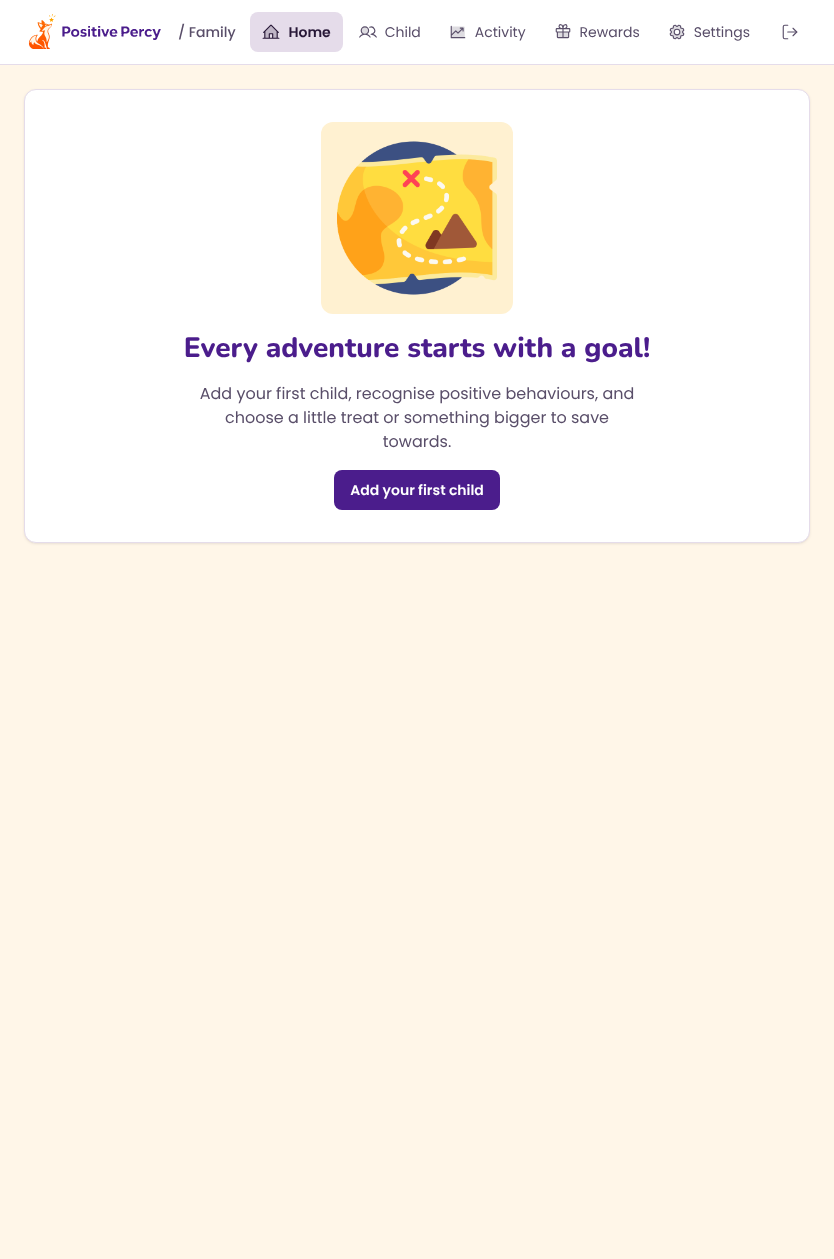 Positive Percy / Family Home Child Activity Rewards Settings
Every adventure starts with a goal!
Add your first child, recognise positive behaviours, and
choose a little treat or something bigger to save
towards.
Add your first child